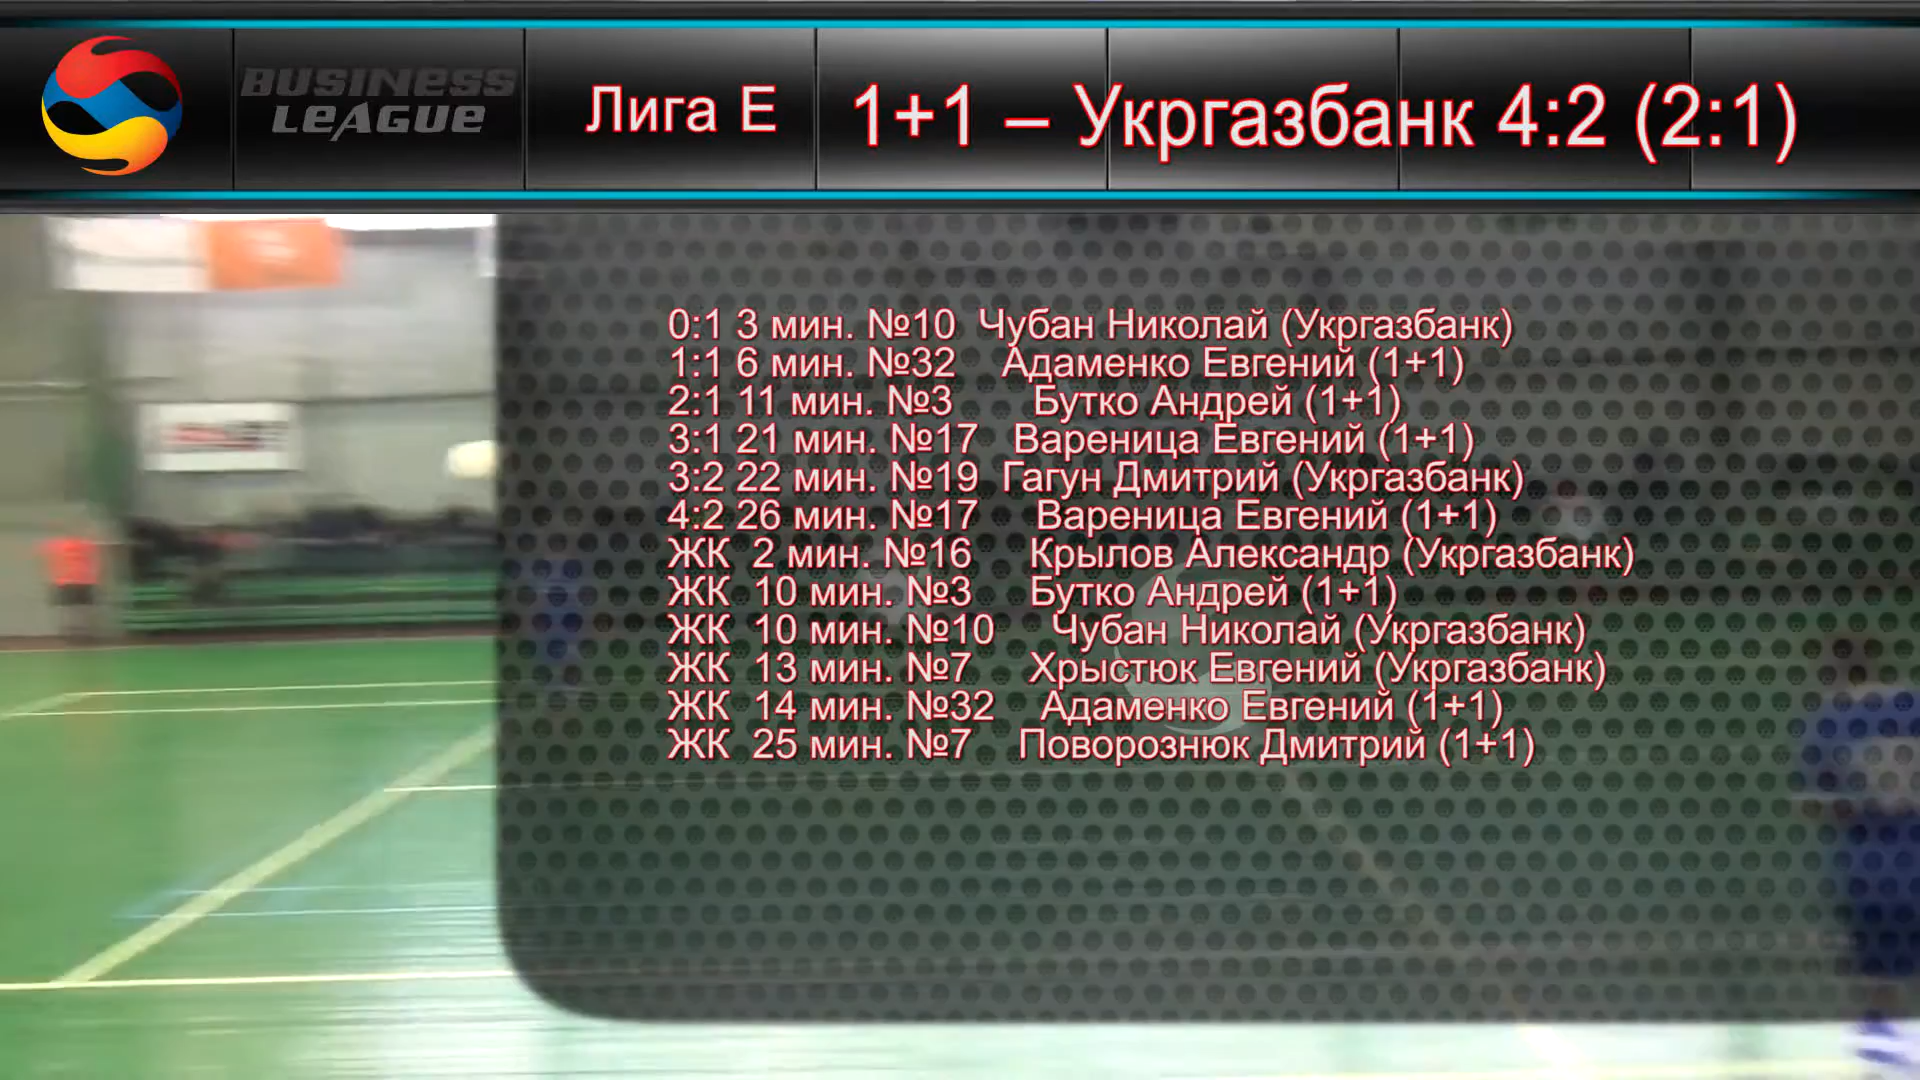 BUSINESS
LEAGUE
Лига Е
1+1 – Укргазбанк 4:2 (2:1)
0:1 3 мин. №10 Чубан Николай (Укргазбанк)
1:1 6 мин. №32 Адаменко Евгений (1+1)
2:1 11 мин. №3 Бутко Андрей (1+1)
3:1 21 мин. №17 Вареница Евгений (1+1)
3:2 22 мин. №19 Гагун Дмитрий (Укргазбанк)
4:2 26 мин. №17 Вареница Евгений (1+1)
ЖК 2 мин. №16 Крылов Александр (Укргазбанк)
ЖК 10 мин. №3 Бутко Андрей (1+1)
ЖК 10 мин. №10 Чубан Николай (Укргазбанк)
ЖК 13 мин. №7 Хрыстюк Евгений (Укргазбанк)
ЖК 14 мин. №32 Адаменко Евгений (1+1)
ЖК 25 мин. №7 Поворознюк Дмитрий (1+1)